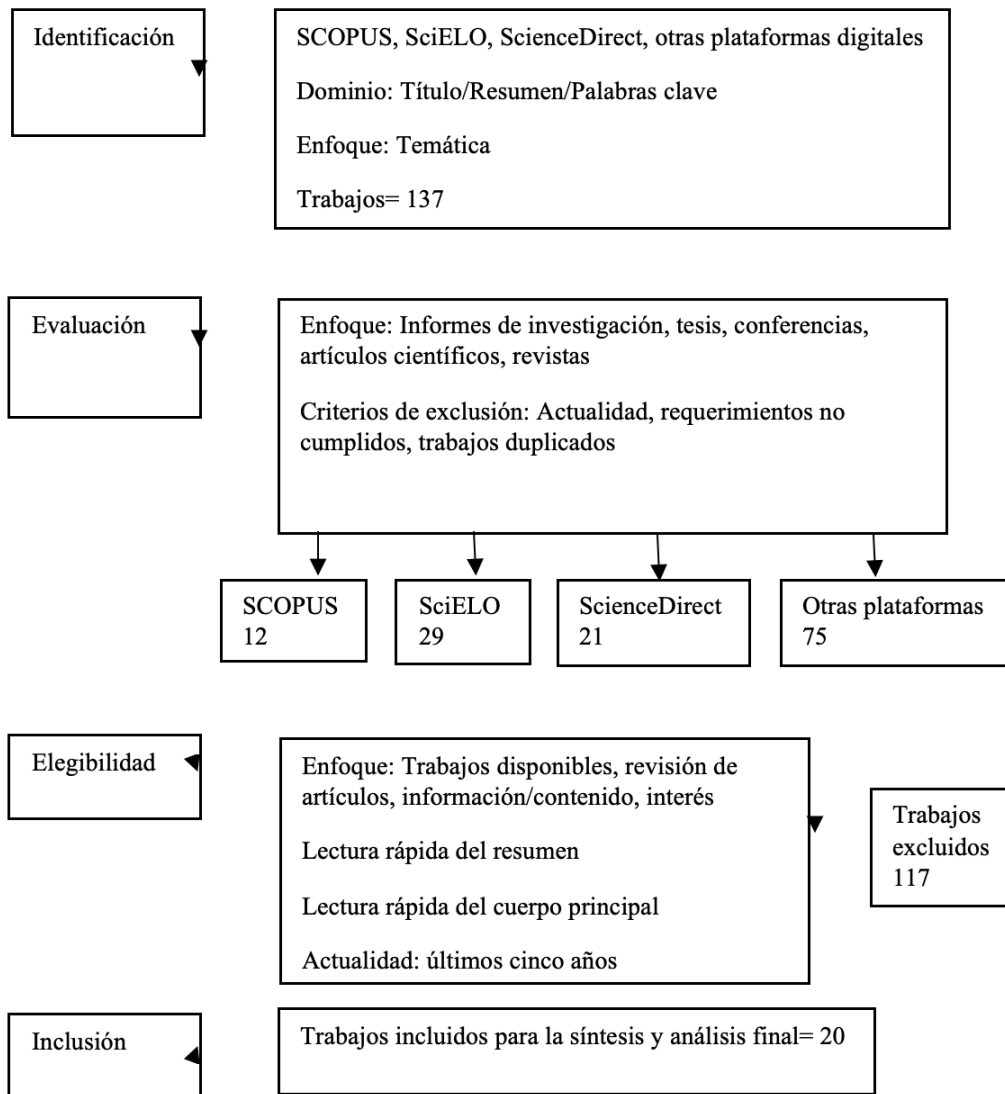 Identificación
SCOPUS, SciELO, ScienceDirect, otras plataformas digitales
Dominio: Título/Resumen/Palabras clave
Enfoque: Temática
Trabajos= 137
Evaluación
Enfoque: Informes de investigación, tesis, conferencias,
artículos científicos, revistas
Criterios de exclusión: Actualidad, requerimientos no
cumplidos, trabajos duplicados
SCOPUS
12
SciELO
29
ScienceDirect
21
Otras plataformas
75
Elegibilidad
Enfoque: Trabajos disponibles, revisión de
artículos, información/contenido, interés
Lectura rápida del resumen
Lectura rápida del cuerpo principal
Actualidad: últimos cinco años
Trabajos
excluidos
117
Inclusión
Trabajos incluidos para la síntesis y análisis final= 20